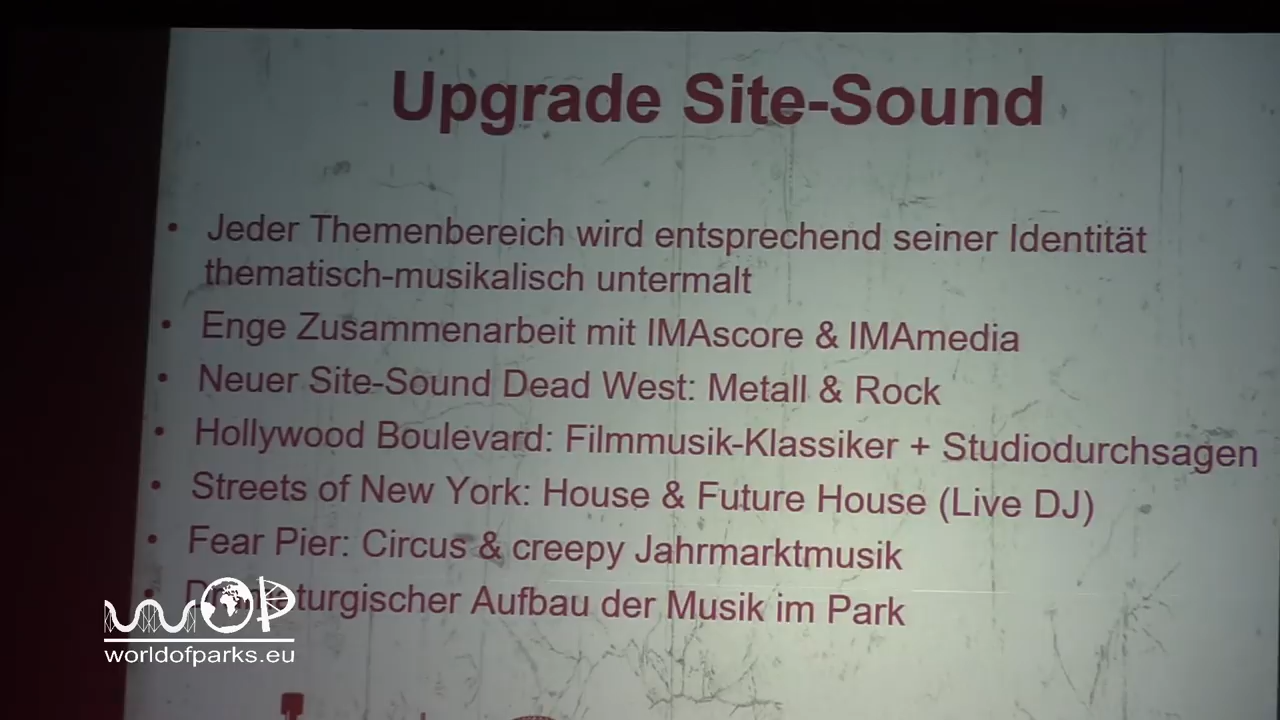 Upgrade Site-Sound
• Jeder Themenbereich wird entsprechend seiner Identität
thematisch-musikalisch untermalt
• Enge Zusammenarbeit mit IMAscore & IMAmedia
• Neuer Site-Sound Dead West: Metall & Rock
• Hollywood Boulevard: Filmmusik-Klassiker + Studiodurchsagen
• Streets of New York: House & Future House (Live DJ)
• Fear Pier: Circus & creepy Jahrmarktmusik
• Aufbau der Musik im Park
WOP
worldofparks.eu